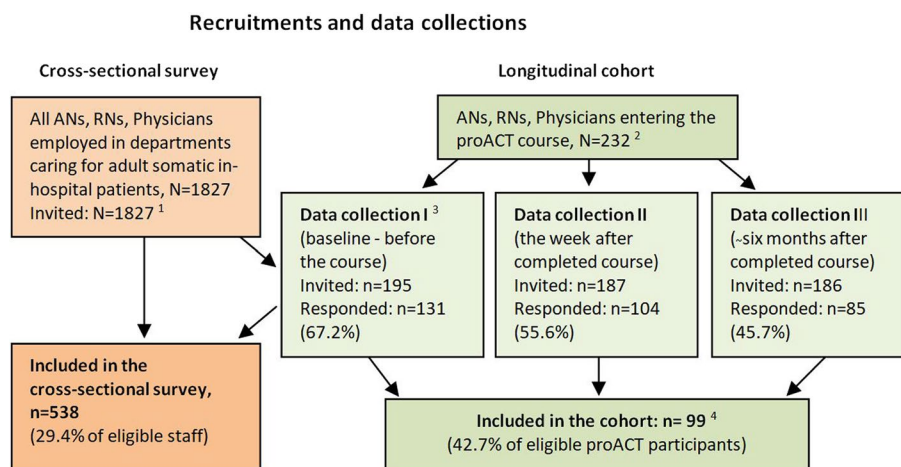 Recruitments and data collections
Cross-sectional survey
Longitudinal cohort
All ANs, RNs, Physicians
employed in departments
caring for adult somatic in-
hospital patients, N=1827
Invited: N=1827 ¹
ANs, RNs, Physicians entering the
proACT course, N=232 ²
Data collection I ³
(baseline - before
the course)
Invited: n=195
Responded: n=131
(67.2%)
Data collection II
(the week after
completed course)
Invited: n=187
Responded: n=104
(55.6%)
Data collection III
(~six months after
completed course)
Invited: n=186
Responded: n=85
(45.7%)
Included in the
cross-sectional survey,
n=538
(29.4% of eligible staff)
Included in the cohort: n= 99 ⁴
(42.7% of eligible proACT participants)